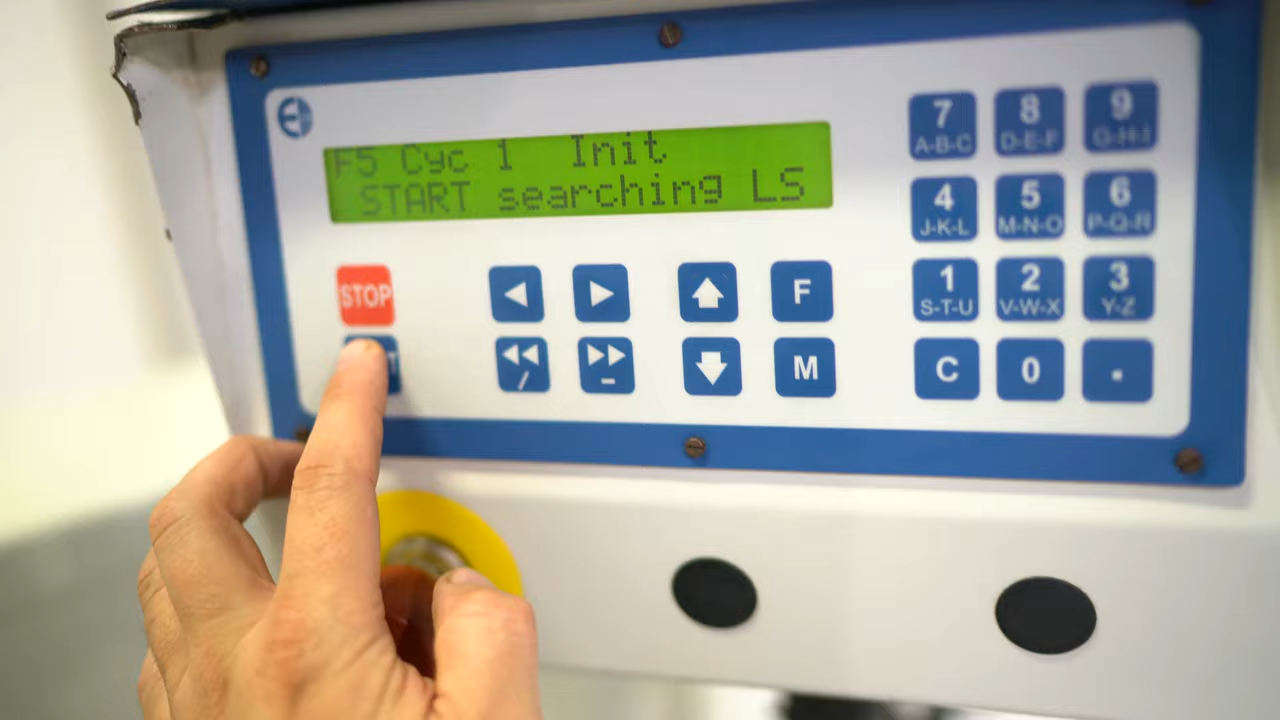 F5 Cyc 1 Init
START searching LS
STOP
F
M
7 8 9
A-B-C D-E-F G-H-I
4 5 6
J-K-L M-N-O P-Q-R
1 2 3
S-T-U V-W-X Y-Z
C 0 .